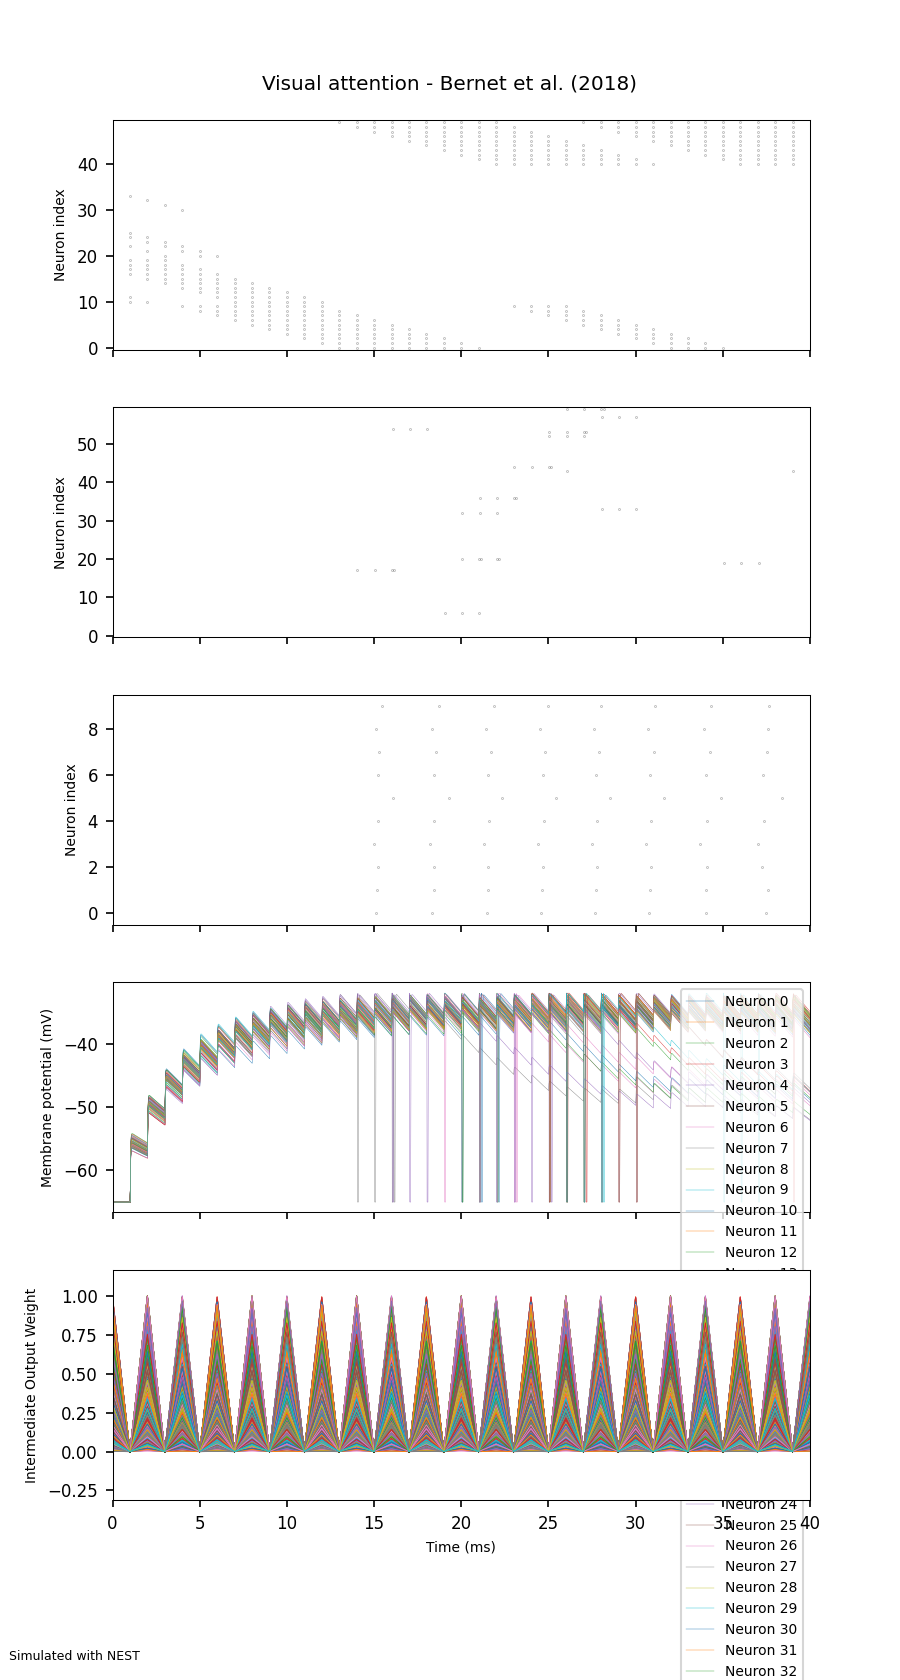 Visual attention - Bernet et al. (2018)
40
30
20
10
0
Neuron index
50
40
30
20
10
0
Neuron index
8
6
4
2
0
Neuron index
−40
−50
−60
Membrane potential (mV)
Neuron 0
Neuron 1
Neuron 2
Neuron 3
Neuron 4
Neuron 5
Neuron 6
Neuron 7
Neuron 8
Neuron 9
Neuron 10
Neuron 11
Neuron 12
1.00
0.75
0.50
0.25
0.00
−0.25
Intermediate Output Weight
0 5 10 15 20 25 30 35 40
Time (ms)
Neuron 24
Neuron 25
Neuron 26
Neuron 27
Neuron 28
Neuron 29
Neuron 30
Neuron 31
Neuron 32
Simulated with NEST